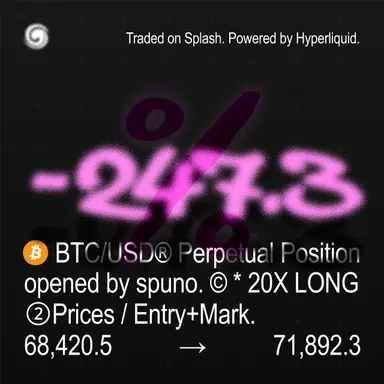 Traded on Splash. Powered by Hyperliquid.
%
-247.3
BTC/USD® Perpetual Position
opened by spuno. © * 20X LONG
②Prices / Entry+Mark.
68,420.5 → 71,892.3